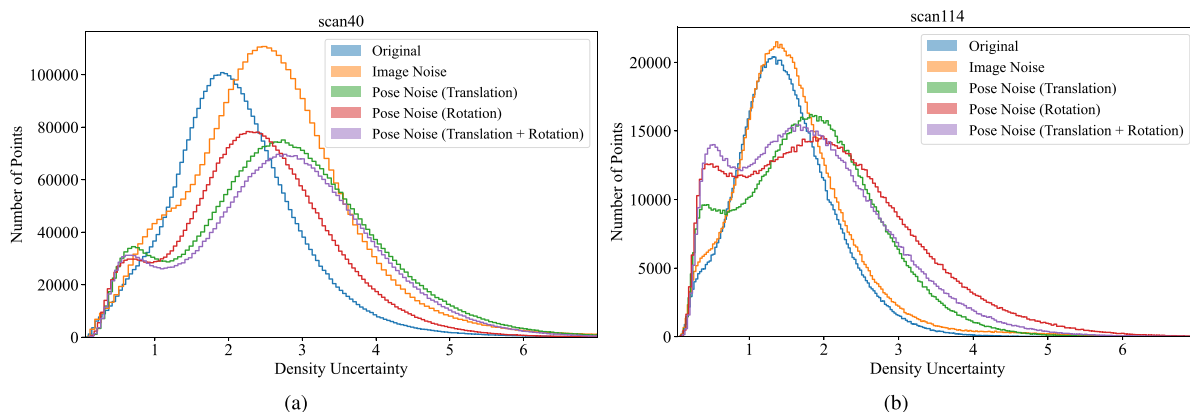 scan40
Number of Points
100000
80000
60000
40000
20000
0
Original
Image Noise
Pose Noise (Translation)
Pose Noise (Rotation)
Pose Noise (Translation + Rotation)
1 2 3 4 5 6
Density Uncertainty
(a)
scan114
Number of Points
20000
15000
10000
5000
0
Original
Image Noise
Pose Noise (Translation)
Pose Noise (Rotation)
Pose Noise (Translation + Rotation)
1 2 3 4 5 6
Density Uncertainty
(b)